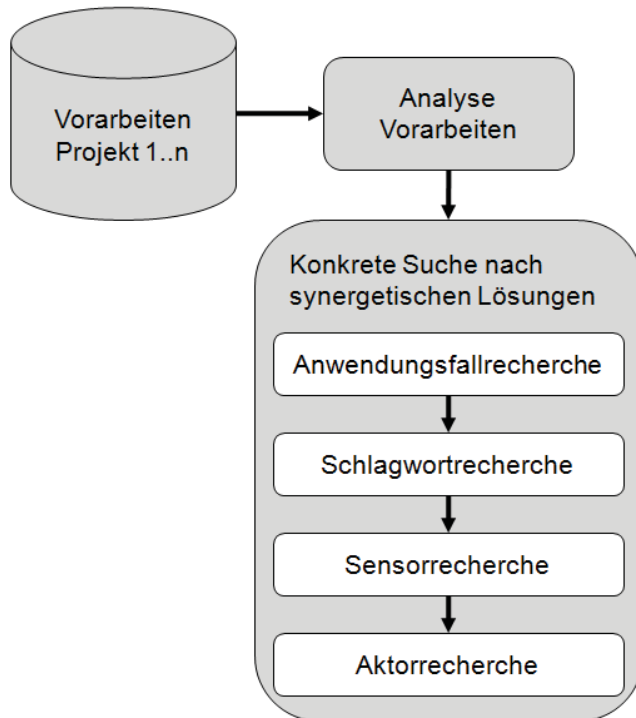 Vorarbeiten
Projekt 1..n
Analyse
Vorarbeiten
Konkrete Suche nach
synergetischen Lösungen
Anwendungsfallrecherche
Schlagwortrecherche
Sensorrecherche
Aktorrecherche